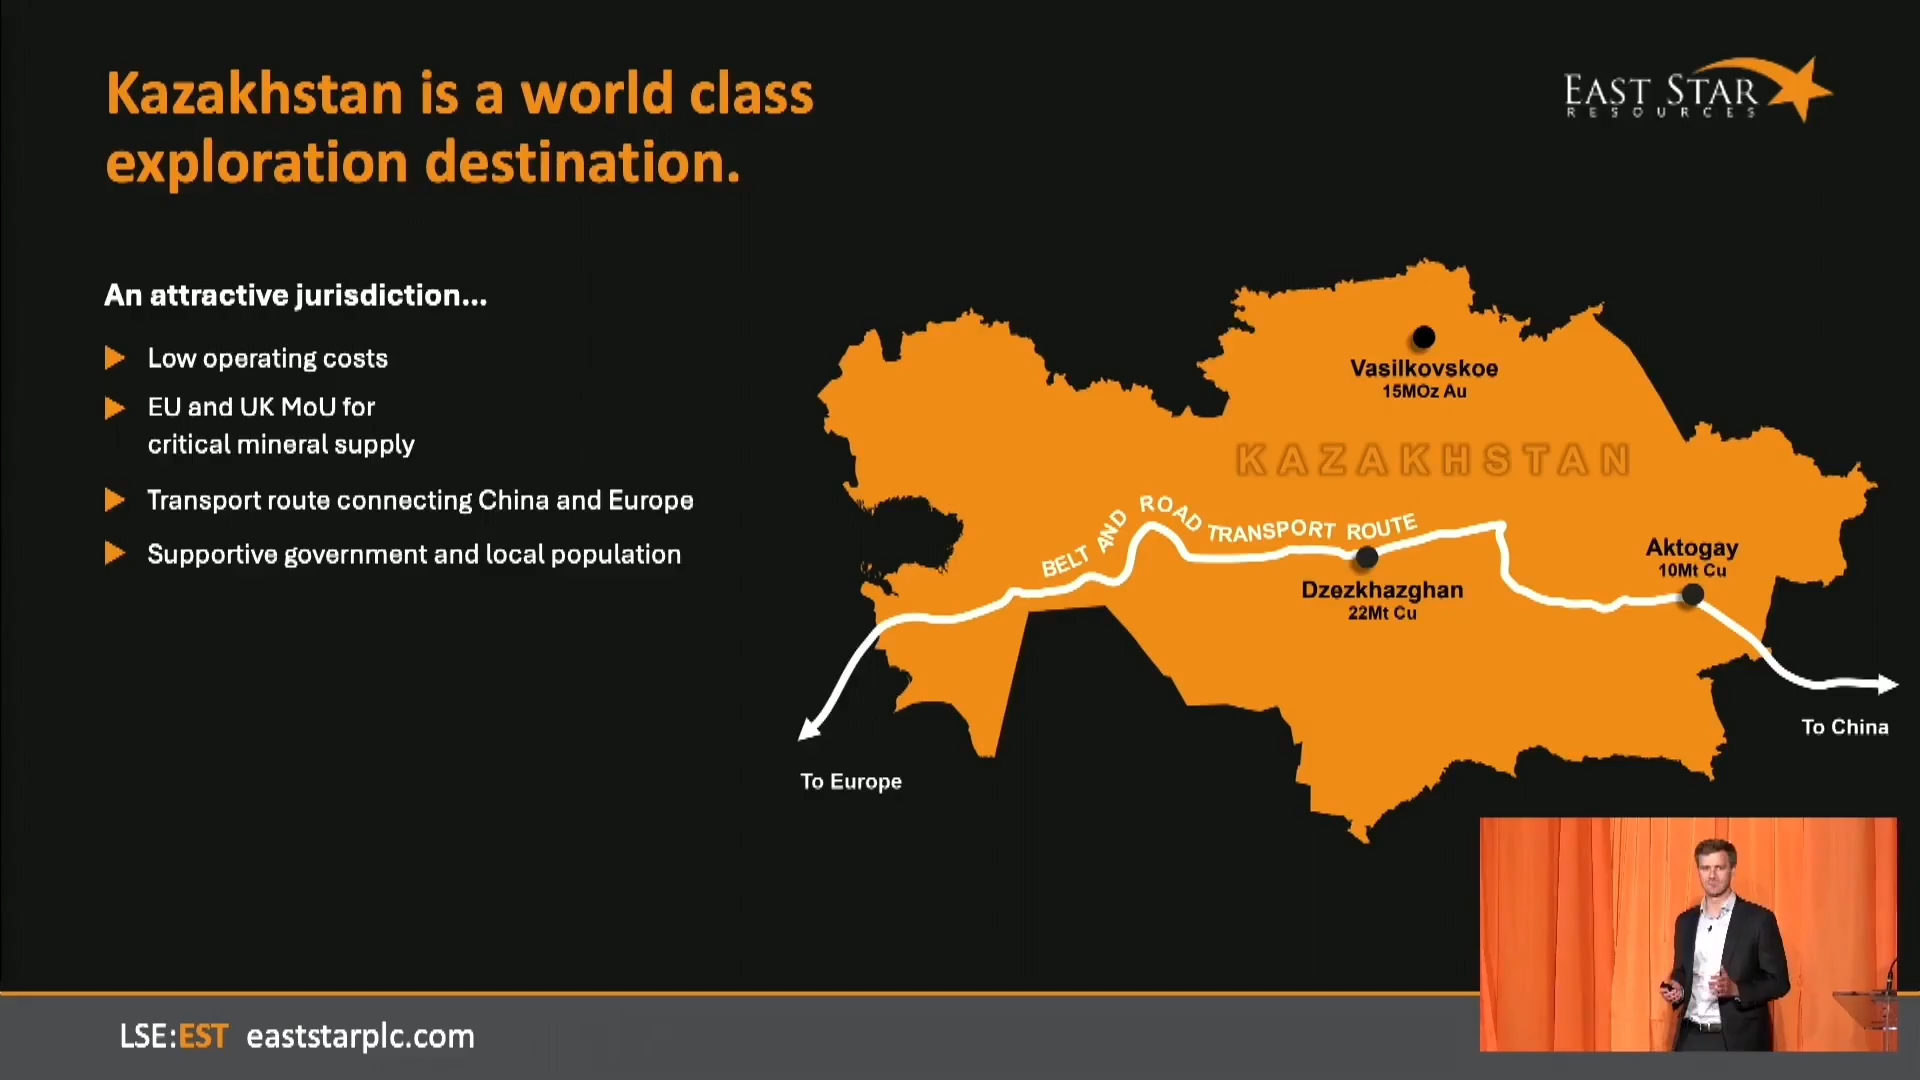 Kazakhstan is a world class
exploration destination.
EAST STAR
RESOURCES
An attractive jurisdiction...
Low operating costs
EU and UK MoU for
critical mineral supply
Transport route connecting China and Europe
Supportive government and local population
Vasilkovskoe
15MOz Au
KAZAKHSTAN
BELT AND ROAD TRANSPORT ROUTE
Dzezkhazghan
22Mt Cu
Aktogay
10Mt Cu
To China
To Europe
LSE:EST eaststarplc.com